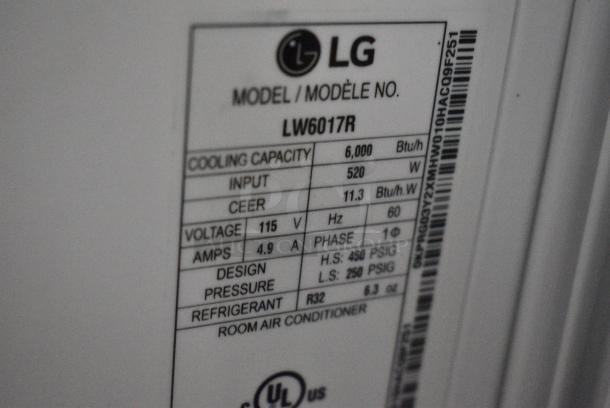 LG
MODEL / MODÈLE NO.
LW6017R
COOLING CAPACITY 6,000 Btu/h
INPUT 520 W
CEER 11.3 Btu/h.W
VOLTAGE 115 V Hz 60
AMPS 4.9 A PHASE 1Φ
DESIGN PRESSURE H.S: 450 PSIG
L.S: 250 PSIG
REFRIGERANT R32 6.3 oz
ROOM AIR CONDITIONER
c UL US